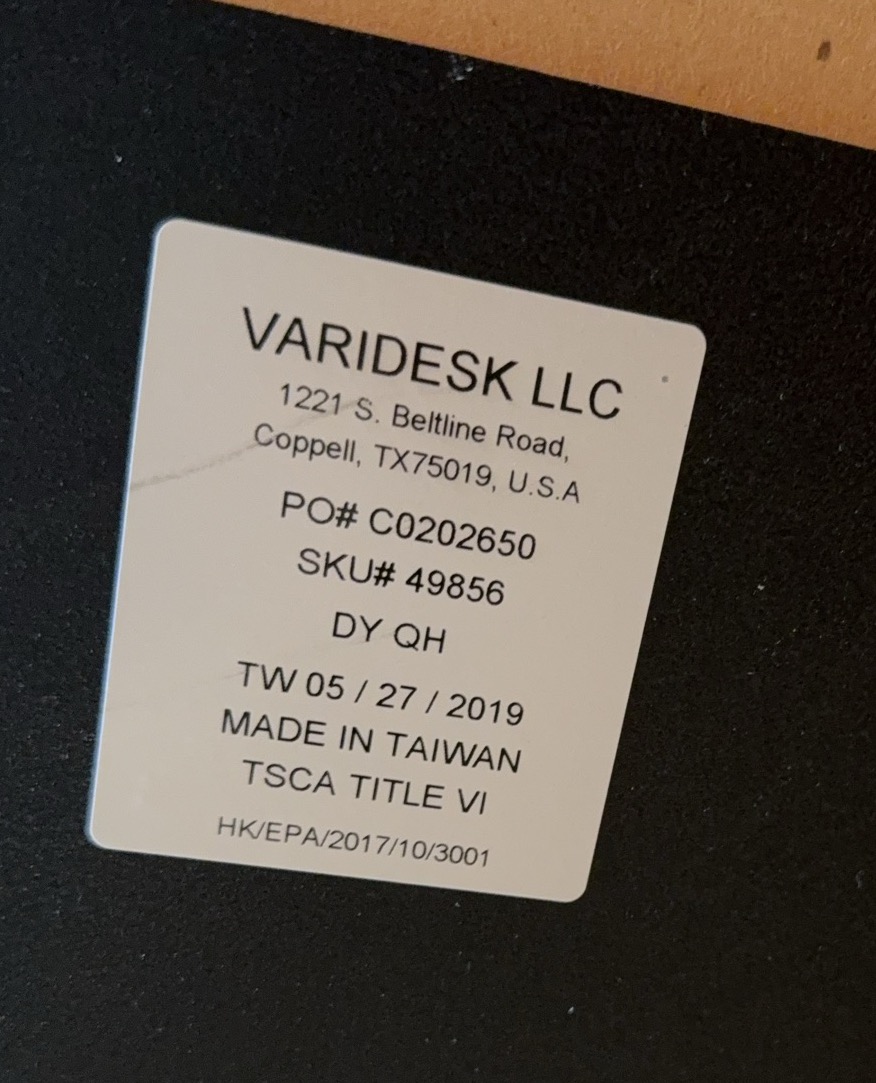 VARIDESK LLC
1221 S. Beltline Road,
Coppell, TX75019, U.S.A
PO# C0202650
SKU# 49856
DY QH
TW 05 / 27 / 2019
MADE IN TAIWAN
TSCA TITLE VI
HK/EPA/2017/10/3001